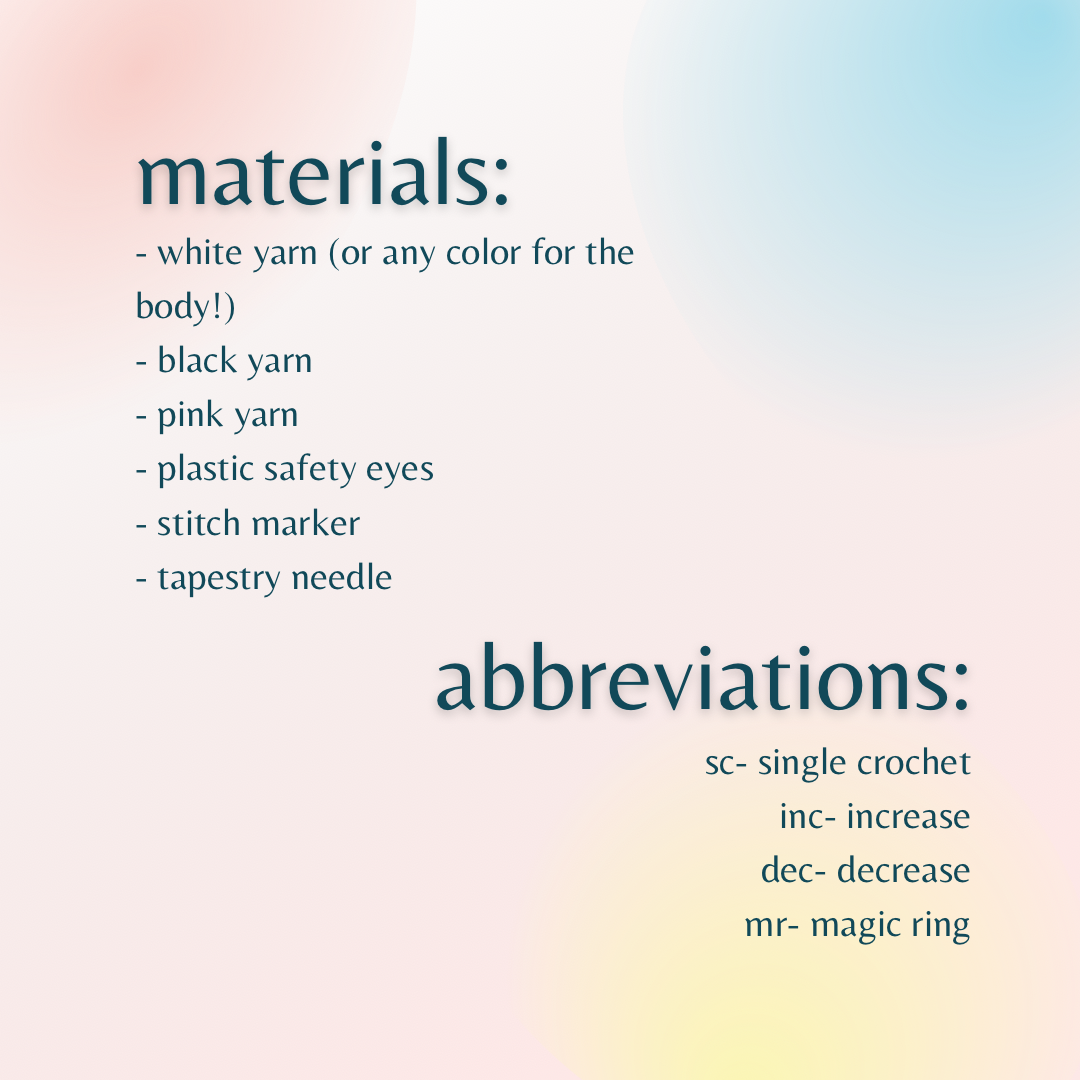 materials:
- white yarn (or any color for the
body!)
- black yarn
- pink yarn
- plastic safety eyes
- stitch marker
- tapestry needle
abbreviations:
sc- single crochet
inc- increase
dec- decrease
mr- magic ring